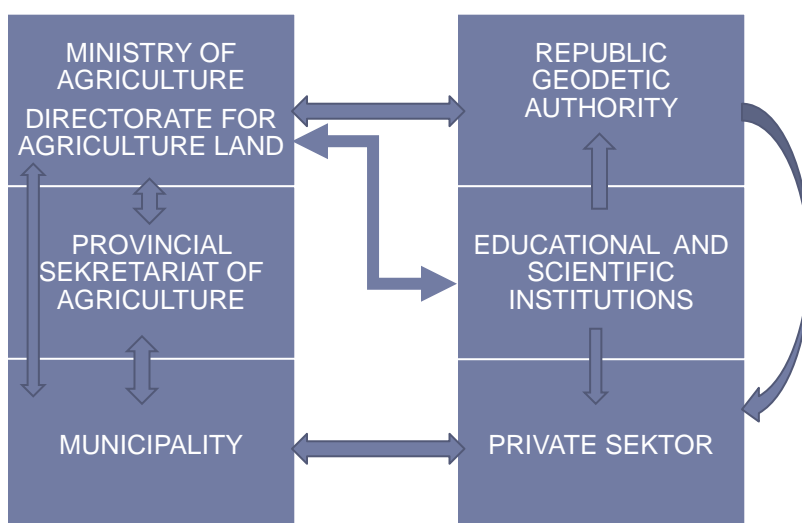 MINISTRY OF
AGRICULTURE
DIRECTORATE FOR
AGRICULTURE LAND
PROVINCIAL
SEKRETARIAT OF
AGRICULTURE
MUNICIPALITY
REPUBLIC
GEODETIC
AUTHORITY
EDUCATIONAL AND
SCIENTIFIC
INSTITUTIONS
PRIVATE SEKTOR